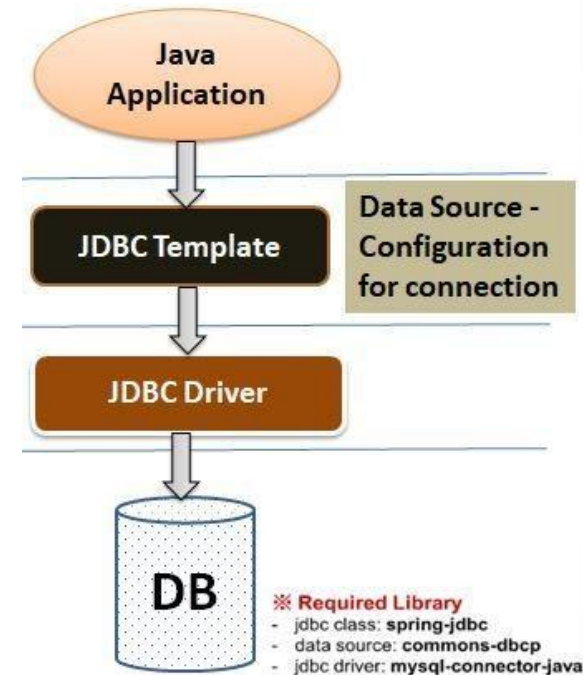 Java
Application
JDBC Template
Data Source -
Configuration
for connection
JDBC Driver
DB
※ Required Library
- jdbc class: spring-jdbc
- data source: commons-dbcp
- jdbc driver: mysql-connector-java